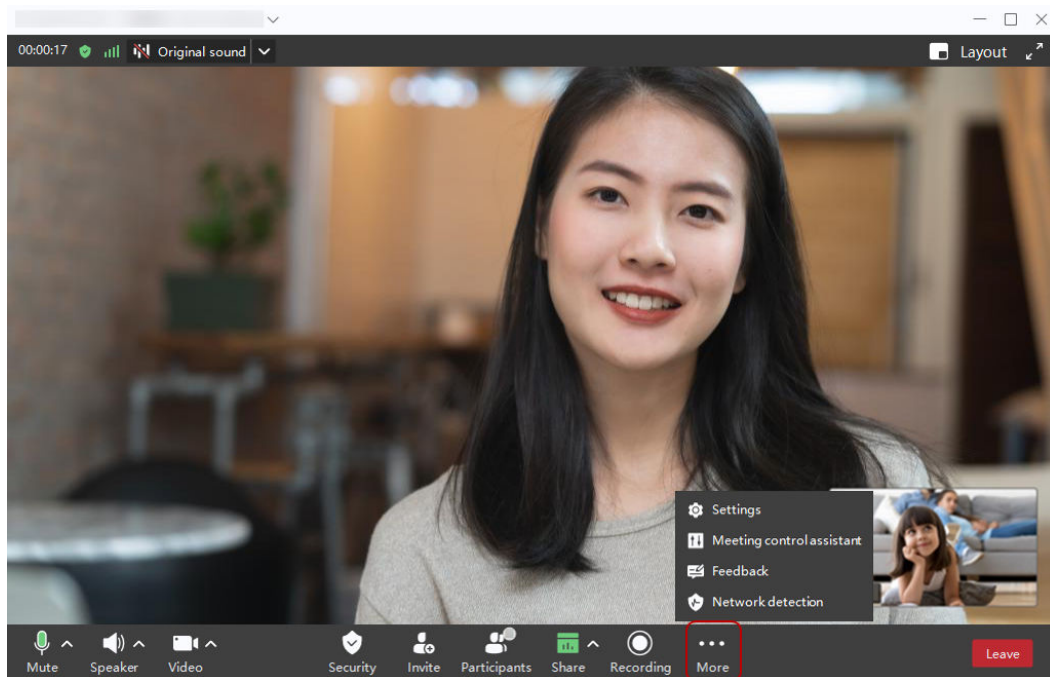 00:00:17 Original sound Layout
Settings
Meeting control assistant
Feedback
Network detection
Mute Speaker Video Security Invite Participants Share Recording More Leave